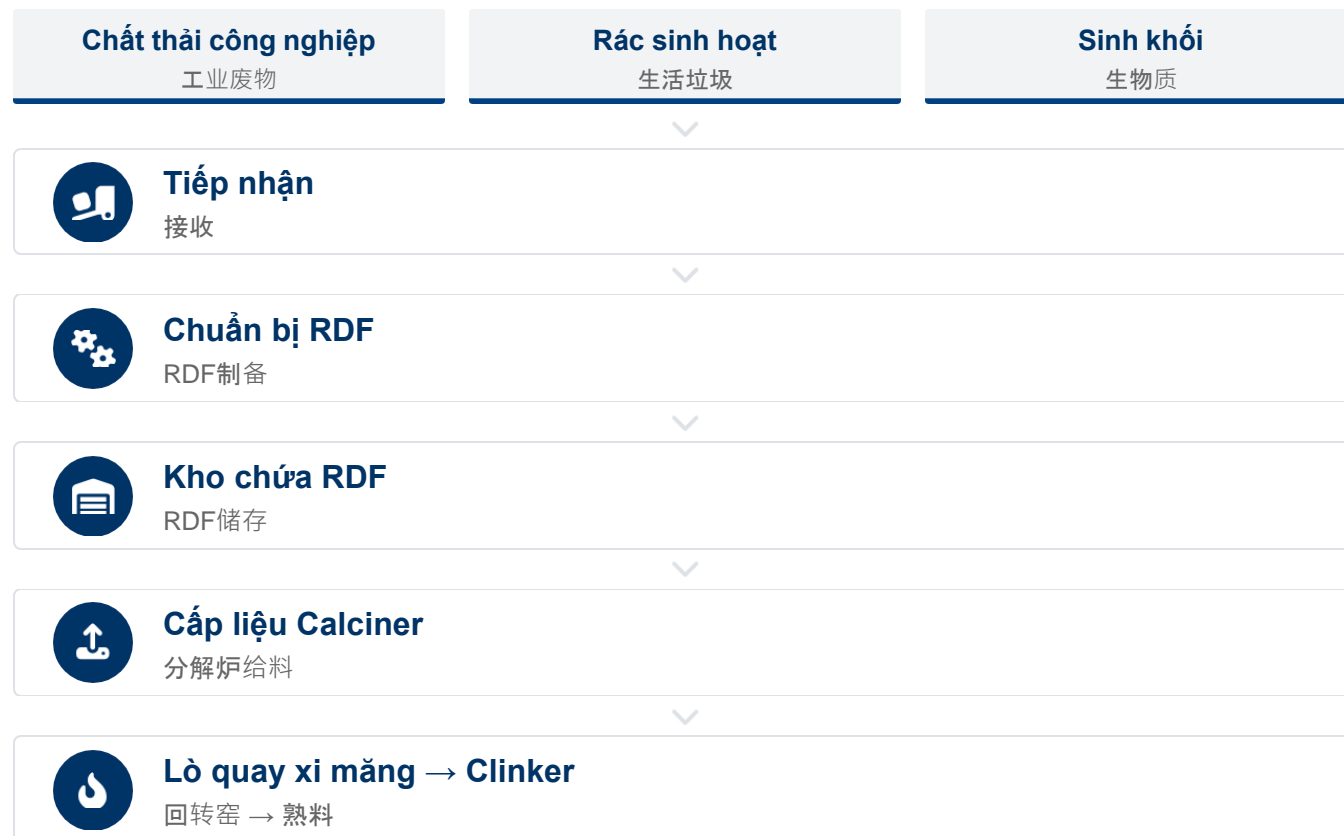 Chất thải công nghiệp
工业废物
Rác sinh hoạt
生活垃圾
Sinh khối
生物质
Tiếp nhận
接收
Chuẩn bị RDF
RDF制备
Kho chứa RDF
RDF储存
Cấp liệu Calciner
分解炉给料
Lò quay xi măng → Clinker
回转窑 → 熟料